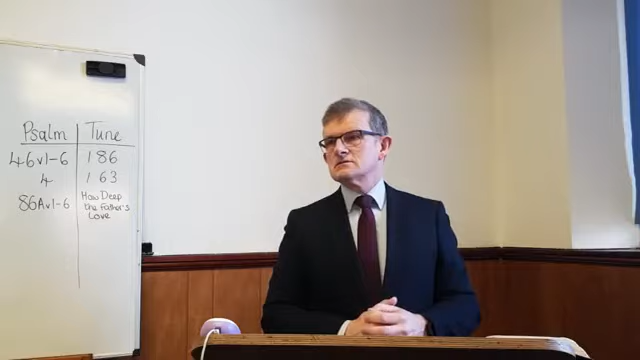 Psalm Tune
46v1-6 186
4 163
86Av1-6 How Deep
the Father's
Love